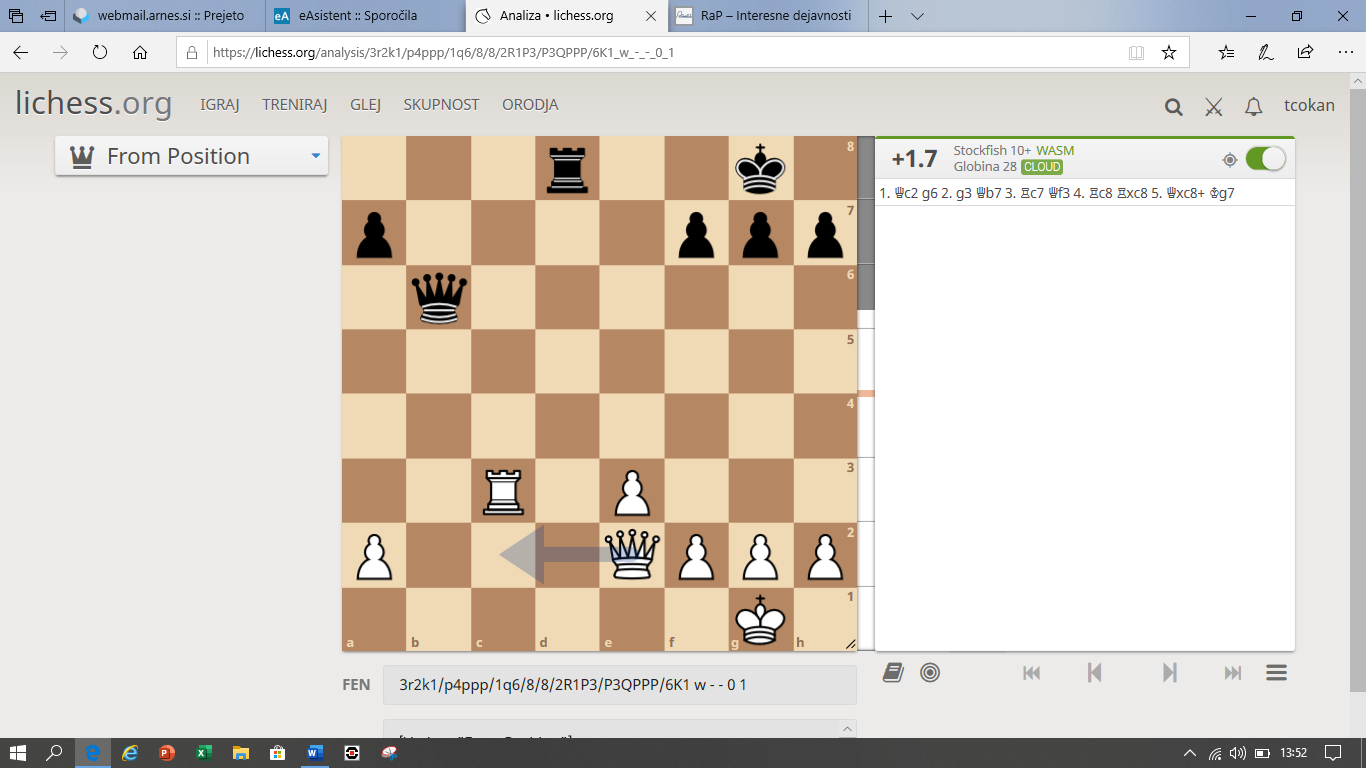 webmail.arnes.si :: Prejeto
eA eAsistent :: Sporočila
Analiza • lichess.org
RaP – Interesne dejavnosti
https://lichess.org/analysis/3r2k1/p4ppp/1q6/8/8/2R1P3/P3QPPP/6K1_w_-_-_0_1
lichess.org IGRAJ TRENIRAJ GLEJ SKUPNOST ORODJA tcokan
From Position
8
7
6
5
4
3
2
1
a b c d e f g h
+1.7 Stockfish 10+ WASM
Globina 28 CLOUD
1. ♕c2 g6 2. g3 ♕b7 3. ♖c7 ♕f3 4. ♖c8 ♖xc8 5. ♕xc8+ ♔g7
FEN 3r2k1/p4ppp/1q6/8/8/2R1P3/P3QPPP/6K1 w - - 0 1
13:52